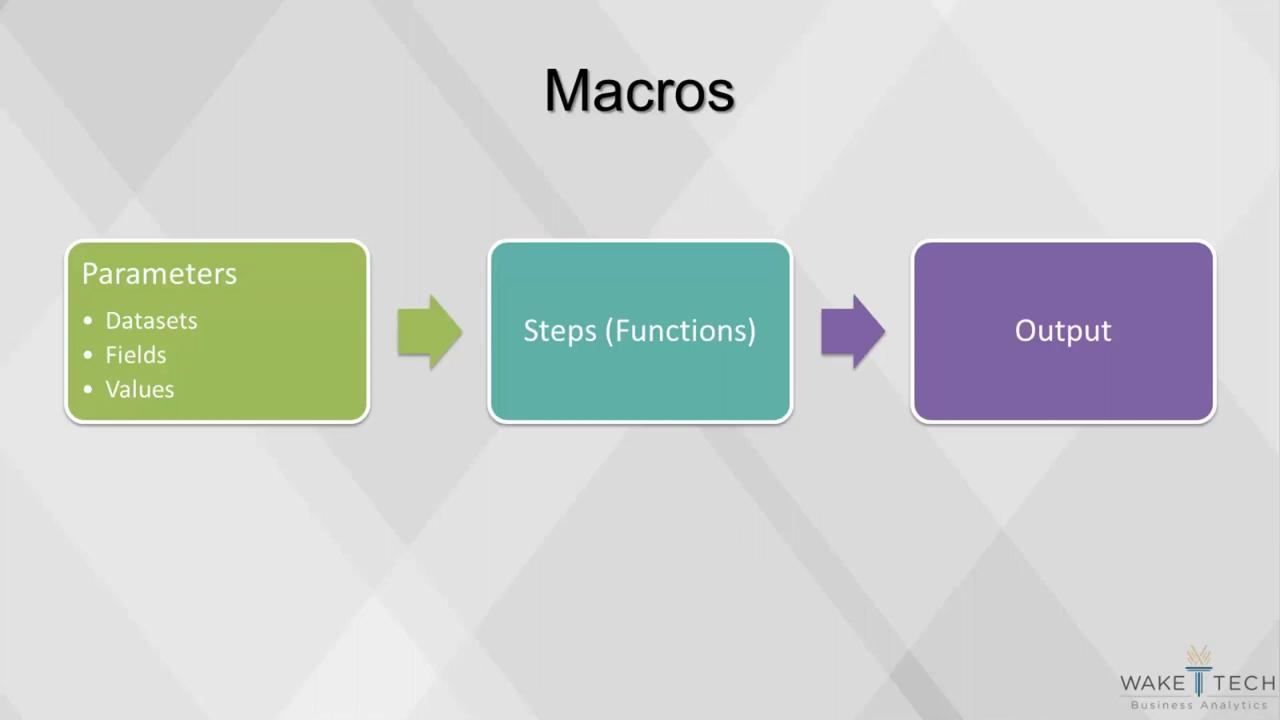 Macros
Parameters
• Datasets
• Fields
• Values
Steps (Functions)
Output
WAKE TECH
Business Analytics